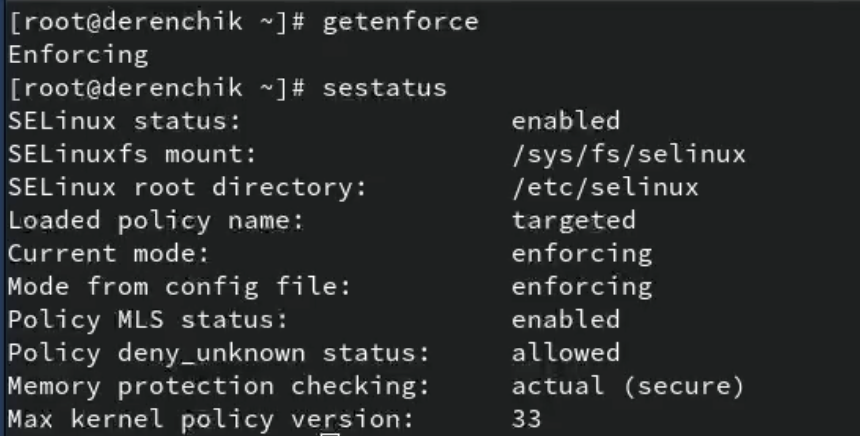 [root@derenchik ~]# getenforce
Enforcing
[root@derenchik ~]# sestatus
SELinux status:                 enabled
SELinuxfs mount:                /sys/fs/selinux
SELinux root directory:         /etc/selinux
Loaded policy name:             targeted
Current mode:                   enforcing
Mode from config file:          enforcing
Policy MLS status:              enabled
Policy deny_unknown status:     allowed
Memory protection checking:     actual (secure)
Max kernel policy version:      33